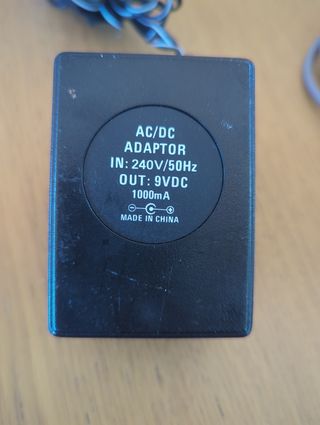 AC/DC
ADAPTOR
IN: 240V/50Hz
OUT: 9VDC
1000mA
MADE IN CHINA